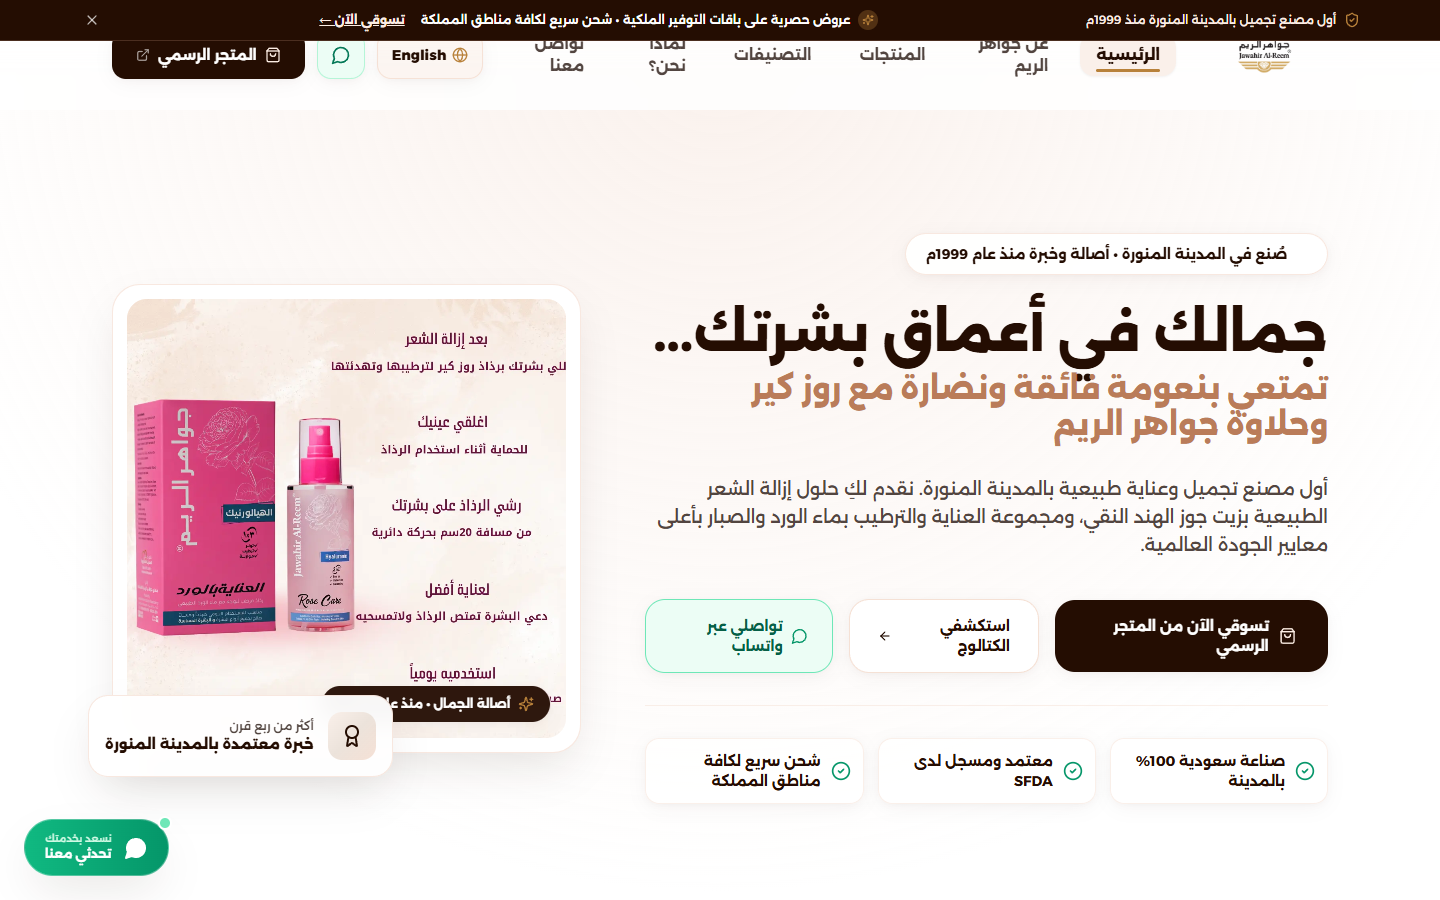 أول مصنع تجميل بالمدينة المنورة منذ 1999م
عروض حصرية على باقات التوفير الملكية • شحن سريع لكافة مناطق المملكة
تسوقي الآن ←
جواهر الريم
Jawahir Al-Reem
الرئيسية
عن جواهر
الريم
المنتجات
التصنيفات
لماذا
نحن؟
تواصل
معنا
English
المتجر الرسمي
صُنع في المدينة المنورة • أصالة وخبرة منذ عام 1999م
جمالك في أعماق بشرتك...
تمتعي بنعومة فائقة ونضارة مع روز كير
وحلاوة جواهر الريم
أول مصنع تجميل وعناية طبيعية بالمدينة المنورة. نقدم لكِ حلول إزالة الشعر
الطبيعية بزيت جوز الهند النقي، ومجموعة العناية والترطيب بماء الورد والصبار بأعلى
معايير الجودة العالمية.
تسوقي الآن من المتجر
الرسمي
استكشفي
الكتالوج
تواصلي عبر
واتساب
صناعة سعودية 100%
بالمدينة
معتمد ومسجل لدى
SFDA
شحن سريع لكافة
مناطق المملكة
بعد إزالة الشعر
للي بشرتك برذاذ روز كير لترطيبها وتهدئتها
اغلقي عينيك
للحماية أثناء استخدام الرذاذ
رشي الرذاذ على بشرتك
من مسافة 20سم بحركة دائرية
لعناية أفضل
دعي البشرة تمتص الرذاذ ولاتمسحيه
استخدميه يومياً
جواهر الريم
الهيالورنيك
العناية بالورد
Jawahir Al-Reem
Hyaluronic
Rose Care
أصالة الجمال • منذ
أكثر من ربع قرن
خبرة معتمدة بالمدينة المنورة
نسعد بخدمتك
تحدثي معنا